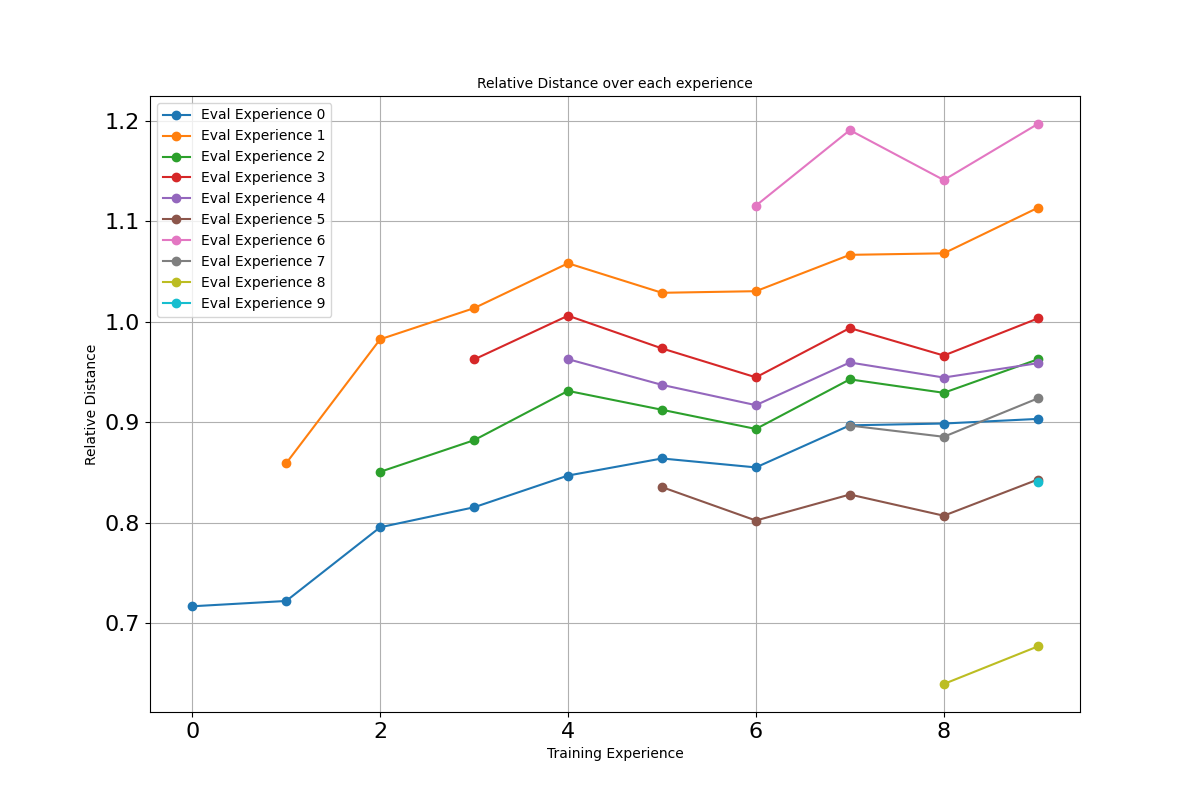 Relative Distance over each experience
1.2
1.1
1.0
0.9
0.8
0.7
Relative Distance
Eval Experience 0
Eval Experience 1
Eval Experience 2
Eval Experience 3
Eval Experience 4
Eval Experience 5
Eval Experience 6
Eval Experience 7
Eval Experience 8
Eval Experience 9
0 2 4 6 8
Training Experience